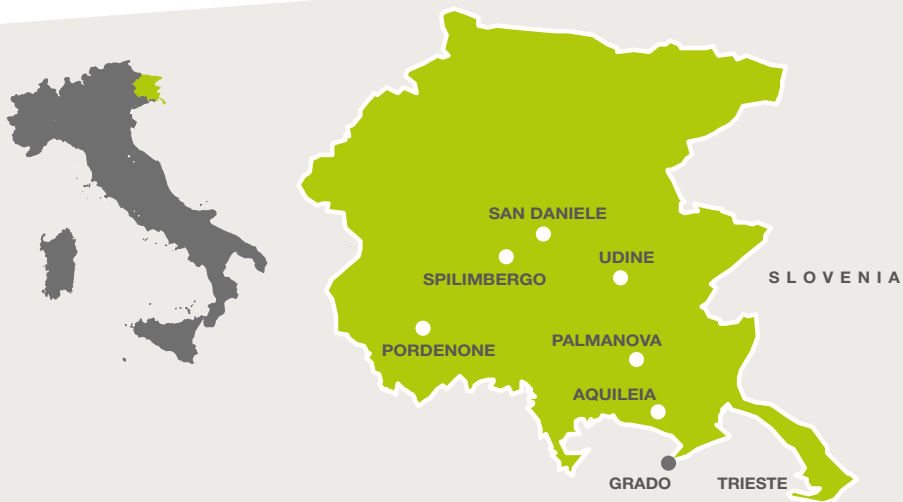 SAN DANIELE
UDINE
SPILIMBERGO
SLOVENIA
PALMANOVA
PORDENONE
AQUILEIA
GRADO
TRIESTE